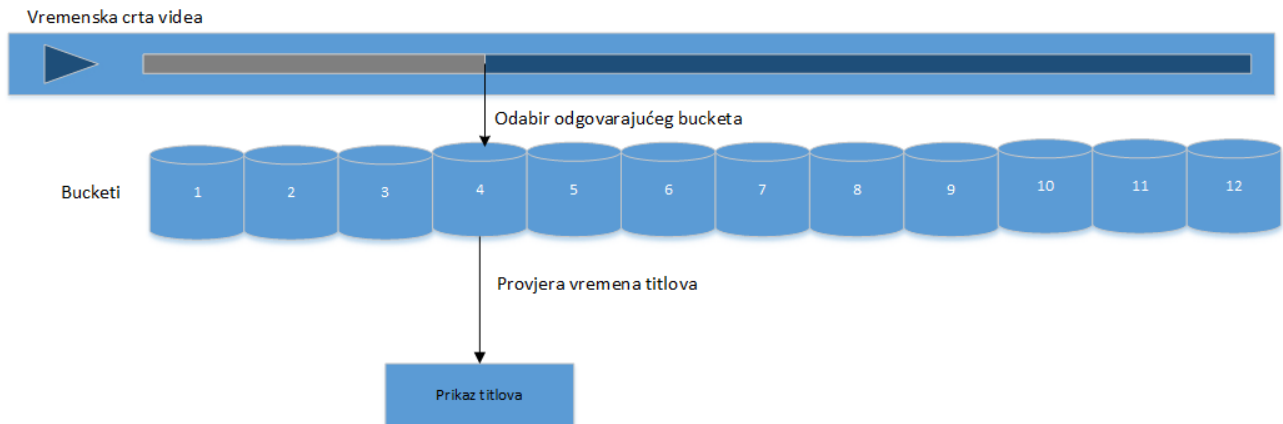 Vremenska crta videa
Odabir odgovarajućeg bucketa
Bucketi
1 2 3 4 5 6 7 8 9 10 11 12
Provjera vremena titlova
Prikaz titlova